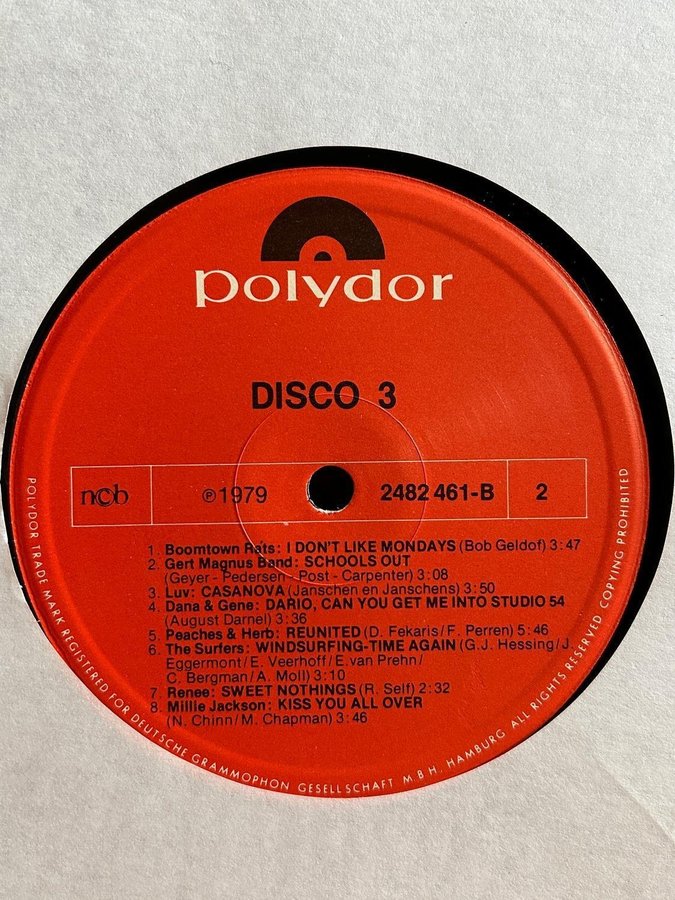 polydor
DISCO 3
ncb
℗ 1979
2482 461-B
2
1. Boomtown Rats: I DON'T LIKE MONDAYS (Bob Geldof) 3:47
2. Gert Magnus Band: SCHOOLS OUT
(Geyer - Pedersen - Post - Carpenter) 3:08
3. Luv: CASANOVA (Janschen en Janschens) 3:50
4. Dana & Gene: DARIO, CAN YOU GET ME INTO STUDIO 54
(August Darnel) 3:36
5. Peaches & Herb: REUNITED (D. Fekaris/F. Perren) 5:46
6. The Surfers: WINDSURFING-TIME AGAIN (G.J. Hessing/J.
Eggermont/E. Veerhoff/E. van Prehn/
C. Bergman/A. Moll) 3:10
7. Renee: SWEET NOTHINGS (R. Self) 2:32
8. Millie Jackson: KISS YOU ALL OVER
(N. Chinn/M. Chapman) 3:46
POLYDOR TRADE MARK REGISTERED FOR DEUTSCHE GRAMMOPHON GESELLSCHAFT M.B.H. HAMBURG ALL RIGHTS RESERVED COPYING PROHIBITED